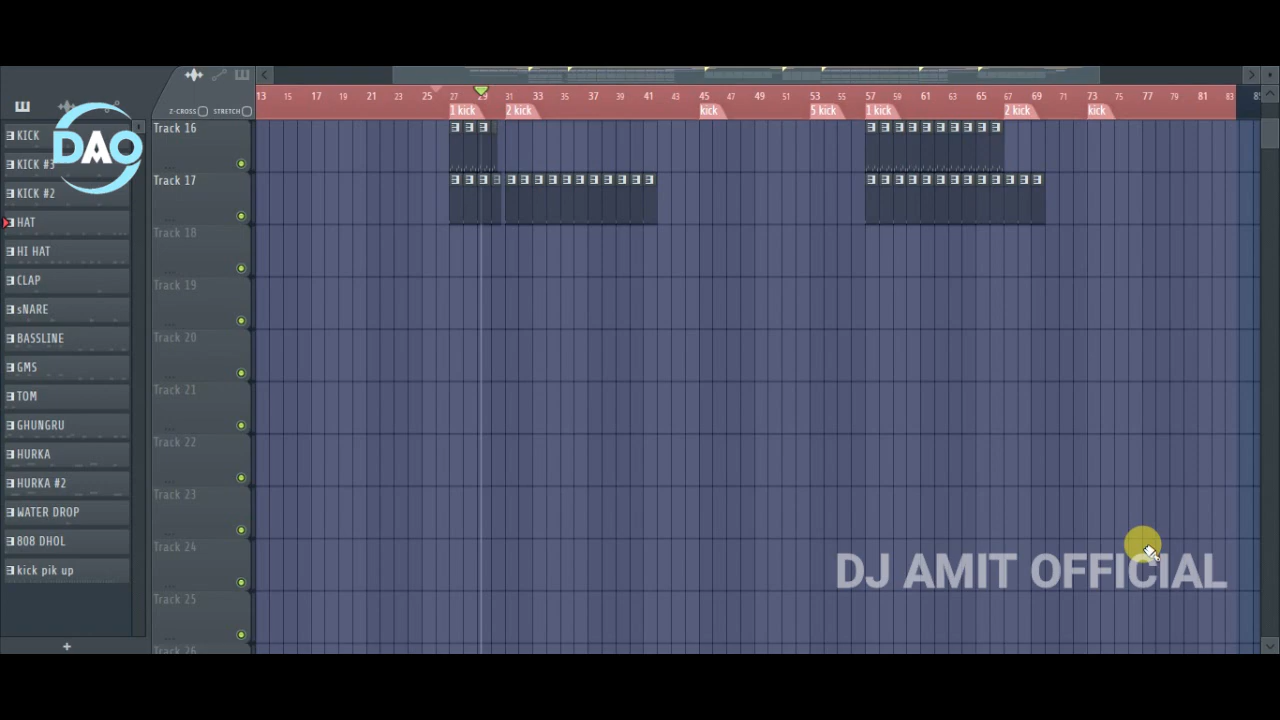 Z-CROSS STRETCH
13 15 17 19 21 23 25 27 29 31 33 35 37 39 41 43 45 47 49 51 53 55 57 59 61 63 65 67 69 71 73 75 77 79 81 83
1 kick 2 kick kick 5 kick 1 kick 2 kick kick
DAO
KICK
KICK #3
KICK #2
HAT
HI HAT
CLAP
sNARE
BASSLINE
GMS
TOM
GHUNGRU
HURKA
HURKA #2
WATER DROP
808 DHOL
kick pik up
+
Track 16
Track 17
Track 18
Track 19
Track 20
Track 21
Track 22
Track 23
Track 24
Track 25
Track 26
DJ AMIT OFFICIAL